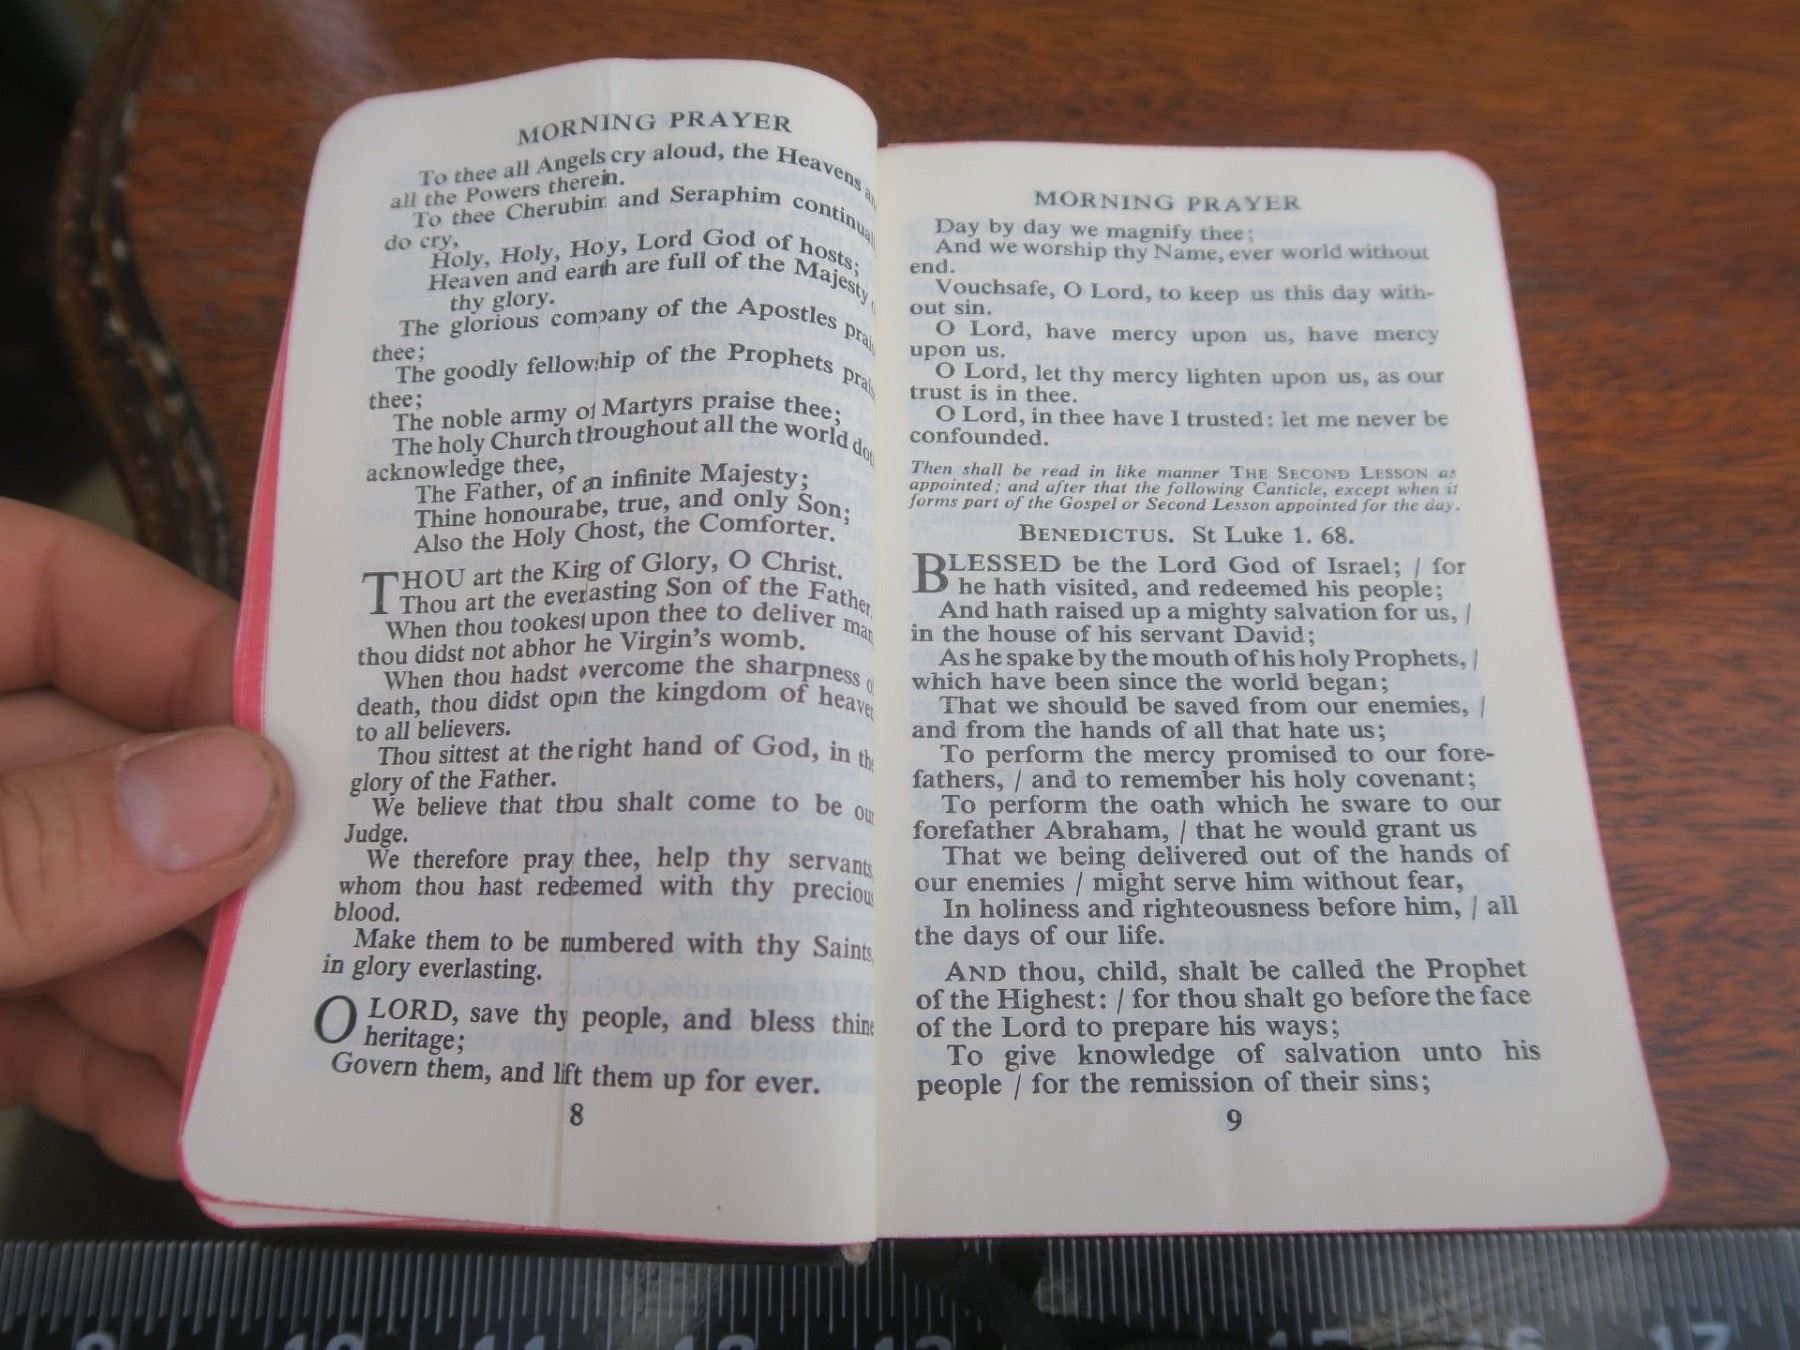 MORNING PRAYER
To thee all Angels cry aloud, the Heavens an
all the Powers therein.
To thee Cherubim and Seraphim continual
do cry,
Holy, Holy, Holy, Lord God of hosts;
Heaven and earth are full of the Majesty
thy glory.
The glorious company of the Apostles prai
thee;
The goodly fellowship of the Prophets prai
thee;
The noble army of Martyrs praise thee;
The holy Church throughout all the world dot
acknowledge thee,
The Father, of an infinite Majesty;
Thine honourable, true, and only Son;
Also the Holy Ghost, the Comforter.
THOU art the King of Glory, O Christ.
Thou art the everlasting Son of the Father.
When thou tookest upon thee to deliver man
thou didst not abhor the Virgin's womb.
When thou hadst overcome the sharpness o
death, thou didst open the kingdom of heaven
to all believers.
Thou sittest at the right hand of God, in the
glory of the Father.
We believe that thou shalt come to be our
Judge.
We therefore pray thee, help thy servants,
whom thou hast redeemed with thy precious
blood.
Make them to be numbered with thy Saints,
in glory everlasting.
O LORD, save thy people, and bless thine
heritage;
Govern them, and lift them up for ever.
8
MORNING PRAYER
Day by day we magnify thee;
And we worship thy Name, ever world without
end.
Vouchsafe, O Lord, to keep us this day with-
out sin.
O Lord, have mercy upon us, have mercy
upon us.
O Lord, let thy mercy lighten upon us, as our
trust is in thee.
O Lord, in thee have I trusted: let me never be
confounded.
Then shall be read in like manner THE SECOND LESSON as
appointed; and after that the following Canticle, except when it
forms part of the Gospel or Second Lesson appointed for the day.
BENEDICTUS. St Luke 1. 68.
BLESSED be the Lord God of Israel; / for
he hath visited, and redeemed his people;
And hath raised up a mighty salvation for us, /
in the house of his servant David;
As he spake by the mouth of his holy Prophets, /
which have been since the world began;
That we should be saved from our enemies, /
and from the hands of all that hate us;
To perform the mercy promised to our fore-
fathers, / and to remember his holy covenant;
To perform the oath which he sware to our
forefather Abraham, / that he would grant us
That we being delivered out of the hands of
our enemies / might serve him without fear,
In holiness and righteousness before him, / all
the days of our life.
AND thou, child, shalt be called the Prophet
of the Highest: / for thou shalt go before the face
of the Lord to prepare his ways;
To give knowledge of salvation unto his
people / for the remission of their sins;
9
9 10 11 12 13 15 16 17